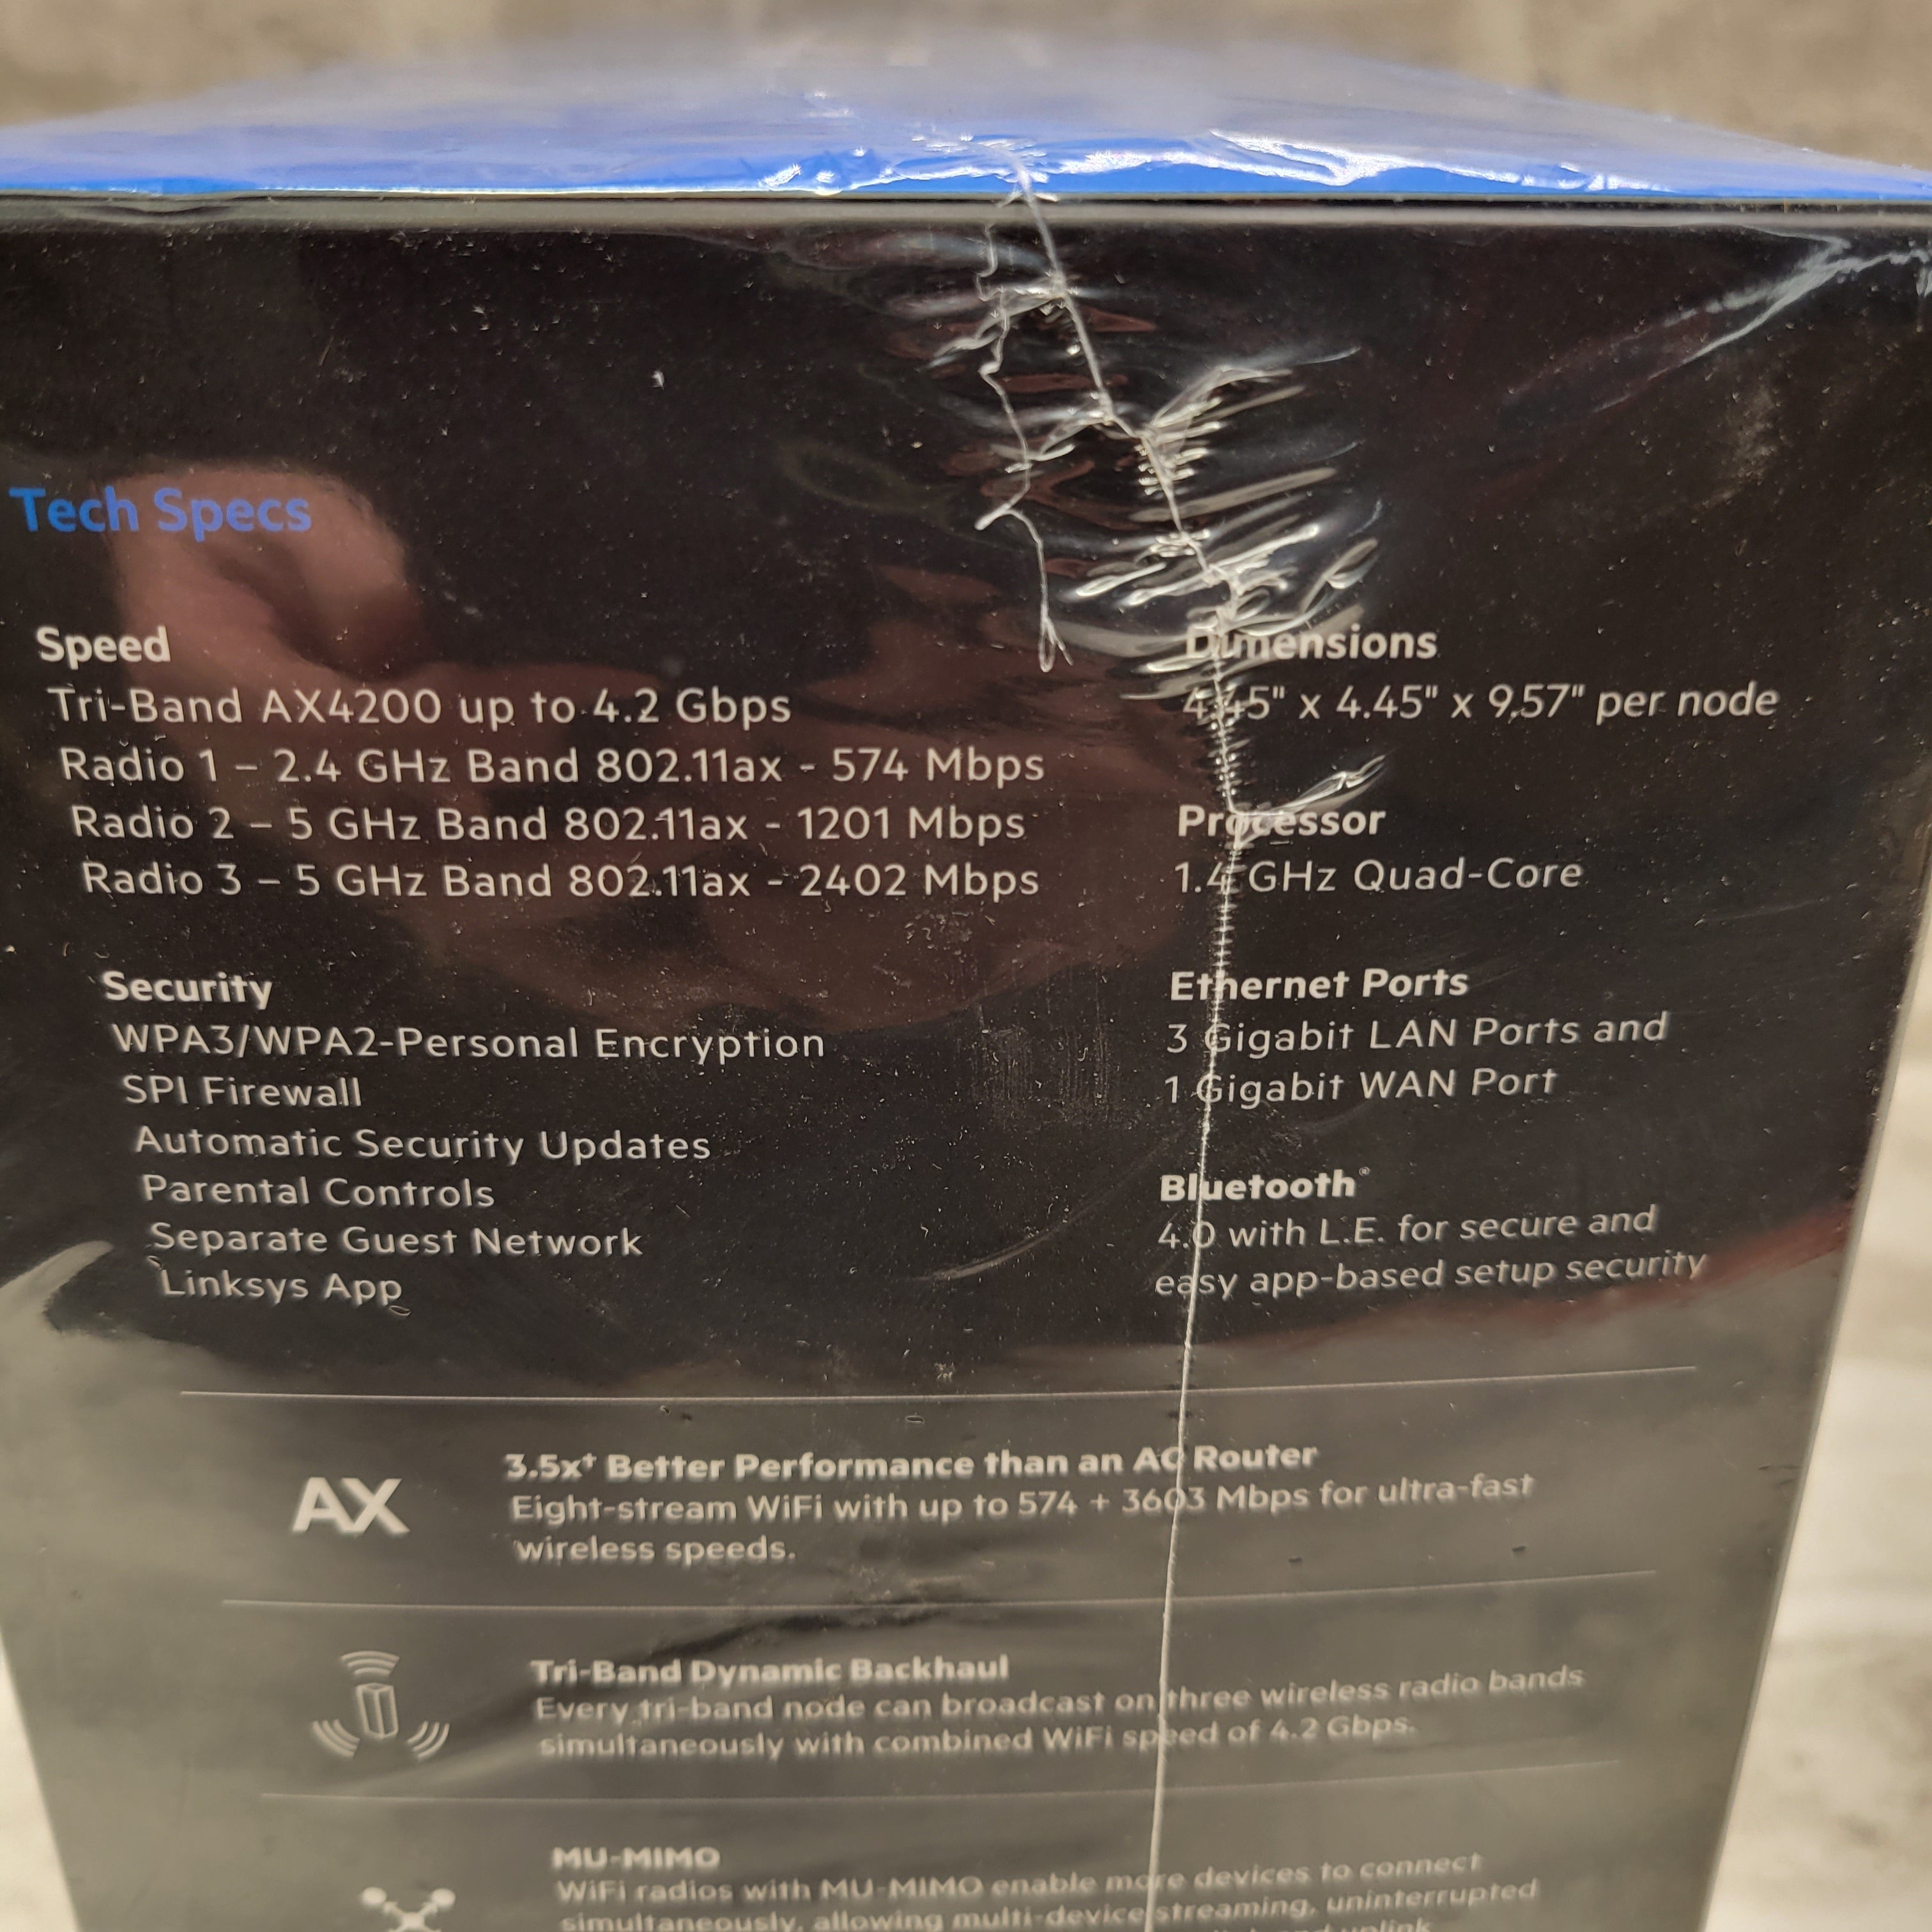 Tech Specs
Speed
Tri-Band AX4200 up to 4.2 Gbps
Radio 1 – 2.4 GHz Band 802.11ax - 574 Mbps
Radio 2 – 5 GHz Band 802.11ax - 1201 Mbps
Radio 3 – 5 GHz Band 802.11ax - 2402 Mbps
Security
WPA3/WPA2-Personal Encryption
SPI Firewall
Automatic Security Updates
Parental Controls
Separate Guest Network
Linksys App
Dimensions
4.45" x 4.45" x 9.57" per node
Processor
1.4 GHz Quad-Core
Ethernet Ports
3 Gigabit LAN Ports and
1 Gigabit WAN Port
Bluetooth®
4.0 with L.E. for secure and
easy app-based setup security
AX
3.5x† Better Performance than an AC Router
Eight-stream WiFi with up to 574 + 3603 Mbps for ultra-fast
wireless speeds.
Tri-Band Dynamic Backhaul
Every tri-band node can broadcast on three wireless radio bands
simultaneously with combined WiFi speed of 4.2 Gbps.
MU-MIMO
WiFi radios with MU-MIMO enable more devices to connect
simultaneously, allowing multi-device streaming, uninterrupted
uplink